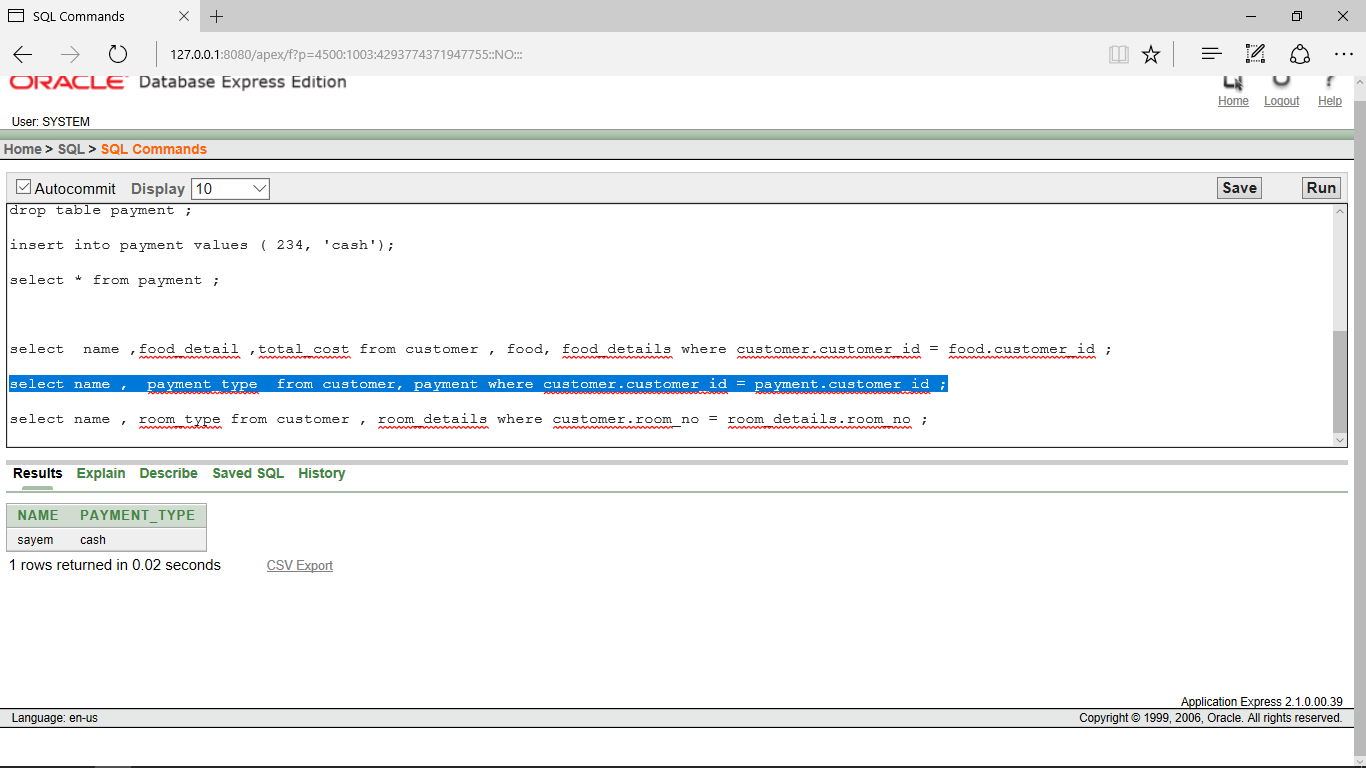 SQL Commands
127.0.0.1:8080/apex/f?p=4500:1003:4293774371947755::NO:::
ORACLE Database Express Edition
Home Logout Help
User: SYSTEM
Home > SQL > SQL Commands
Autocommit Display 10 Save Run
drop table payment ;
insert into payment values ( 234, 'cash');
select * from payment ;
select  name ,food_detail ,total_cost from customer , food, food_details where customer.customer_id = food.customer_id ;
select name ,  payment_type  from customer, payment where customer.customer_id = payment.customer_id ;
select name , room_type from customer , room_details where customer.room_no = room_details.room_no ;
Results Explain Describe Saved SQL History
NAME PAYMENT_TYPE
sayem cash
1 rows returned in 0.02 seconds CSV Export
Application Express 2.1.0.00.39
Language: en-us Copyright © 1999, 2006, Oracle. All rights reserved.